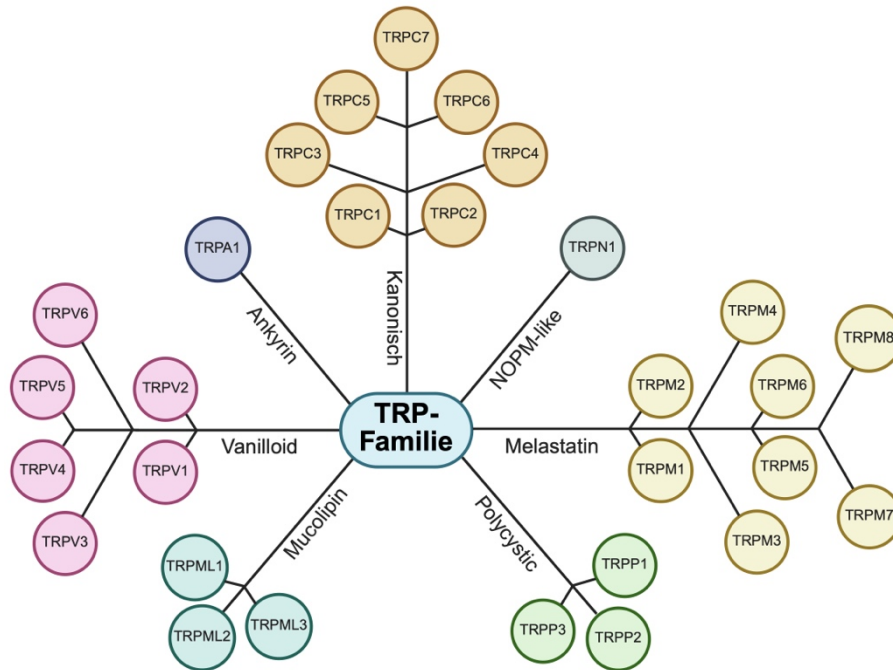 TRPC7
TRPC5
TRPC6
TRPC3
TRPC4
TRPC1
TRPC2
TRPA1
TRPN1
Ankyrin
Kanonisch
NOPM-like
TRPV6
TRPV5
TRPV2
TRPV4
TRPV1
TRPV3
Vanilloid
TRP-
Familie
Melastatin
TRPM4
TRPM8
TRPM2
TRPM6
TRPM1
TRPM5
TRPM3
TRPM7
Mucolipin
Polycystic
TRPML1
TRPML2
TRPML3
TRPP1
TRPP3
TRPP2